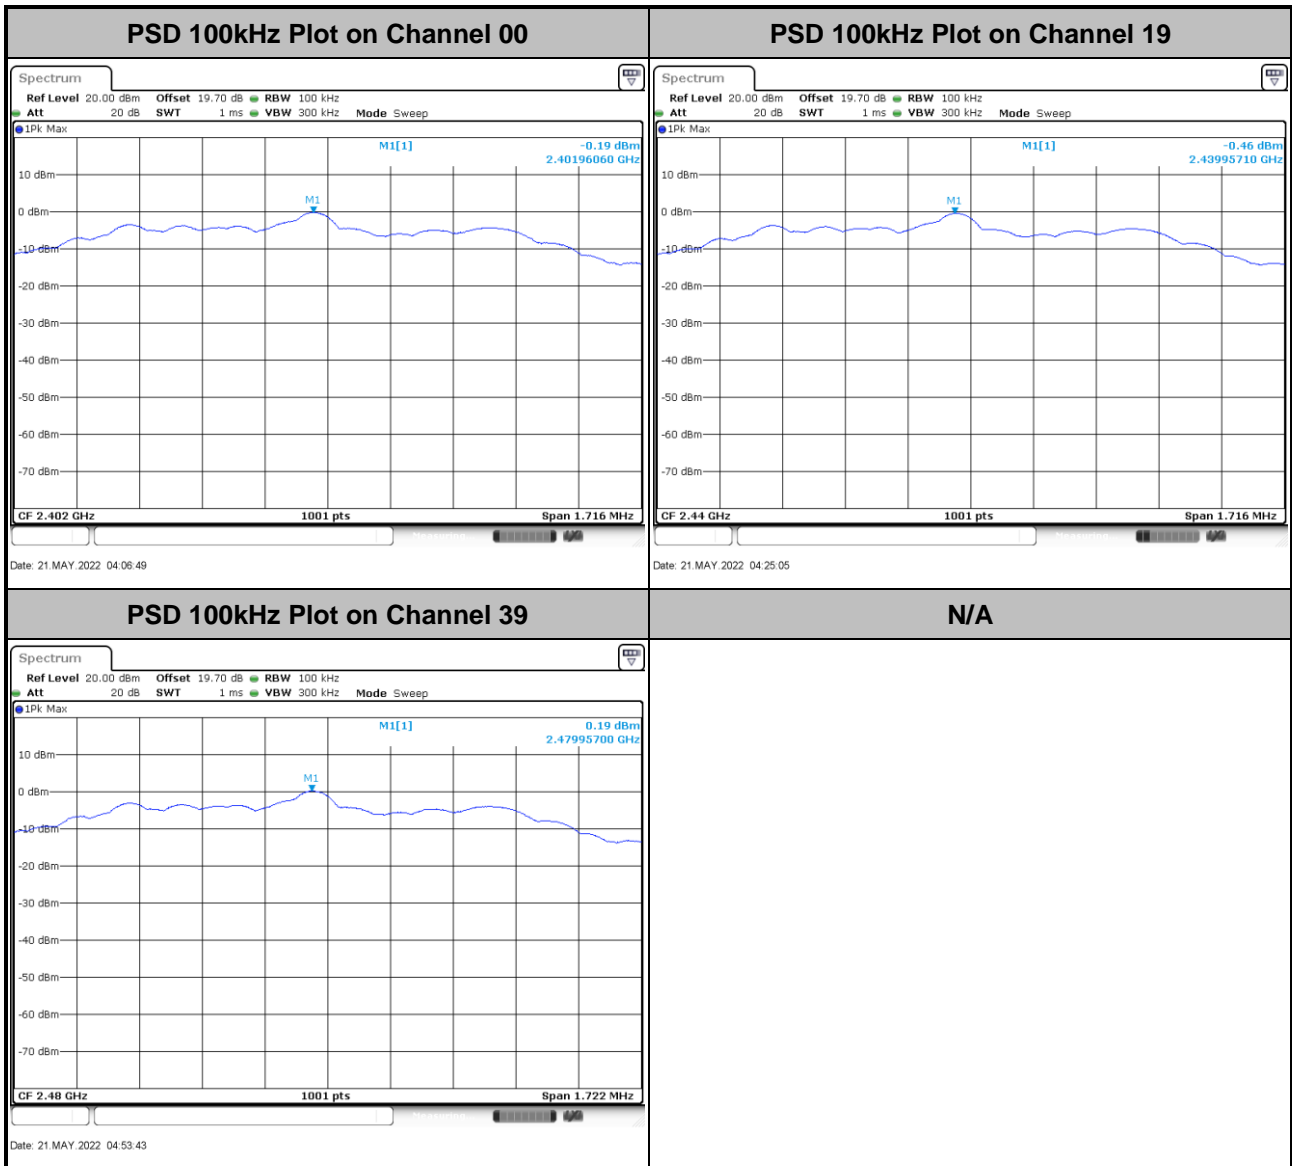 PSD 100kHz Plot on Channel 00
Spectrum
Ref Level 20.00 dBm Offset 19.70 dB RBW 100 kHz
Att 20 dB SWT 1 ms VBW 300 kHz Mode Sweep
1Pk Max
M1[1] -0.19 dBm
2.40196060 GHz
10 dBm
M1
0 dBm
-10 dBm
-20 dBm
-30 dBm
-40 dBm
-50 dBm
-60 dBm
-70 dBm
CF 2.402 GHz 1001 pts Span 1.716 MHz
Measuring...
Date: 21.MAY.2022 04:06:49
PSD 100kHz Plot on Channel 19
Spectrum
Ref Level 20.00 dBm Offset 19.70 dB RBW 100 kHz
Att 20 dB SWT 1 ms VBW 300 kHz Mode Sweep
1Pk Max
M1[1] -0.46 dBm
2.43995710 GHz
10 dBm
M1
0 dBm
-10 dBm
-20 dBm
-30 dBm
-40 dBm
-50 dBm
-60 dBm
-70 dBm
CF 2.44 GHz 1001 pts Span 1.716 MHz
Measuring...
Date: 21.MAY.2022 04:25:05
PSD 100kHz Plot on Channel 39
Spectrum
Ref Level 20.00 dBm Offset 19.70 dB RBW 100 kHz
Att 20 dB SWT 1 ms VBW 300 kHz Mode Sweep
1Pk Max
M1[1] 0.19 dBm
2.47995700 GHz
10 dBm
M1
0 dBm
-10 dBm
-20 dBm
-30 dBm
-40 dBm
-50 dBm
-60 dBm
-70 dBm
CF 2.48 GHz 1001 pts Span 1.722 MHz
Measuring...
Date: 21.MAY.2022 04:53:43
N/A